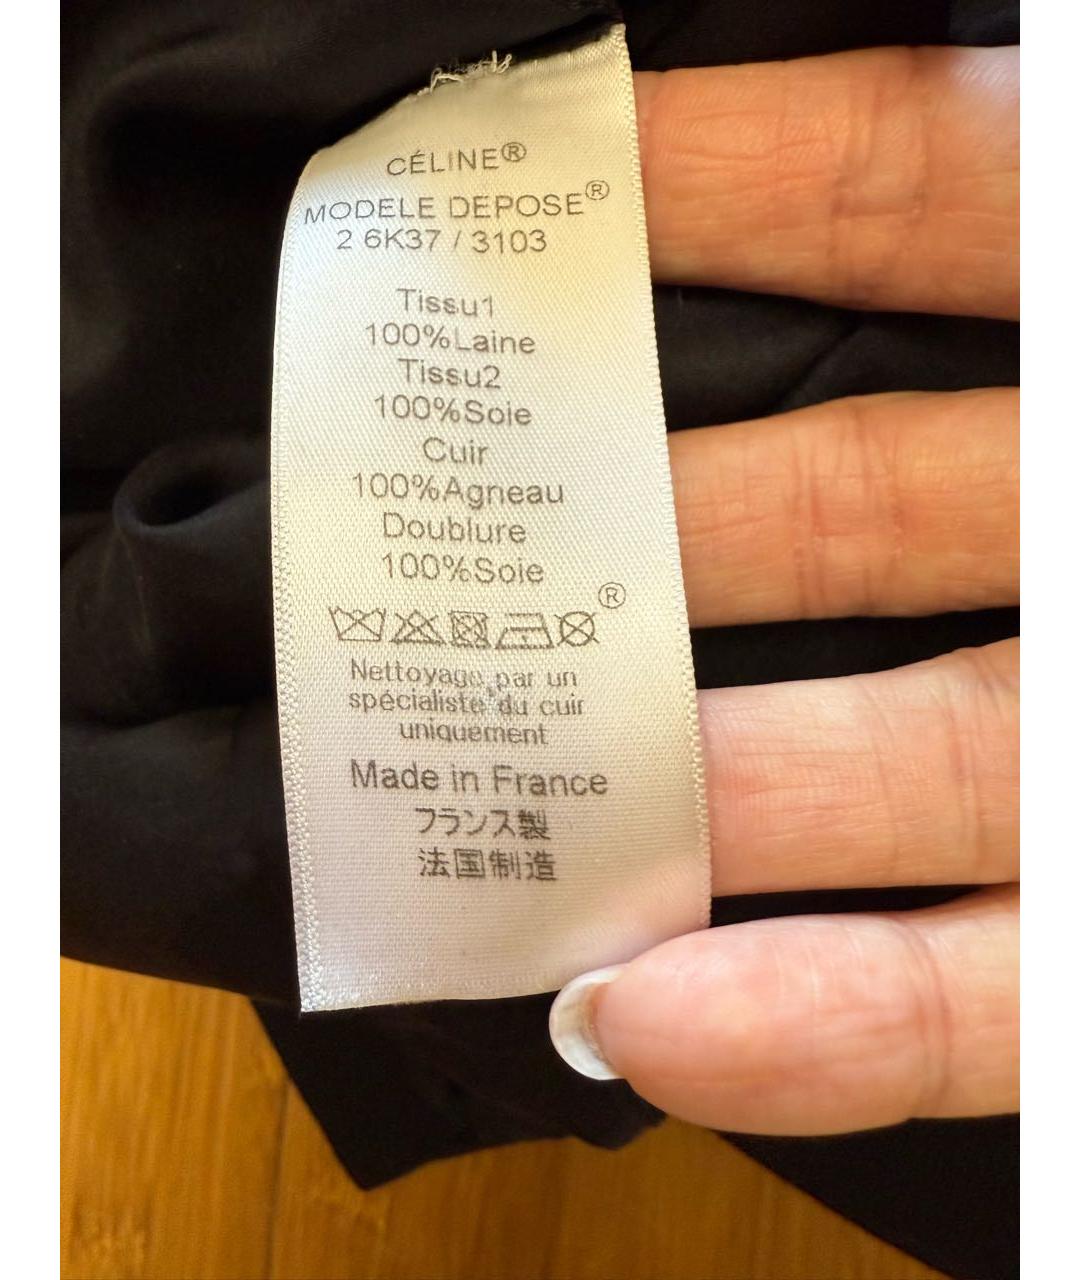 CÉLINE®
MODELE DEPOSE®
2 6K37 / 3103
Tissu1
100%Laine
Tissu2
100%Soie
Cuir
100%Agneau
Doublure
100%Soie
®
Nettoyage par un
spécialiste du cuir
uniquement
Made in France
フランス製
法国制造